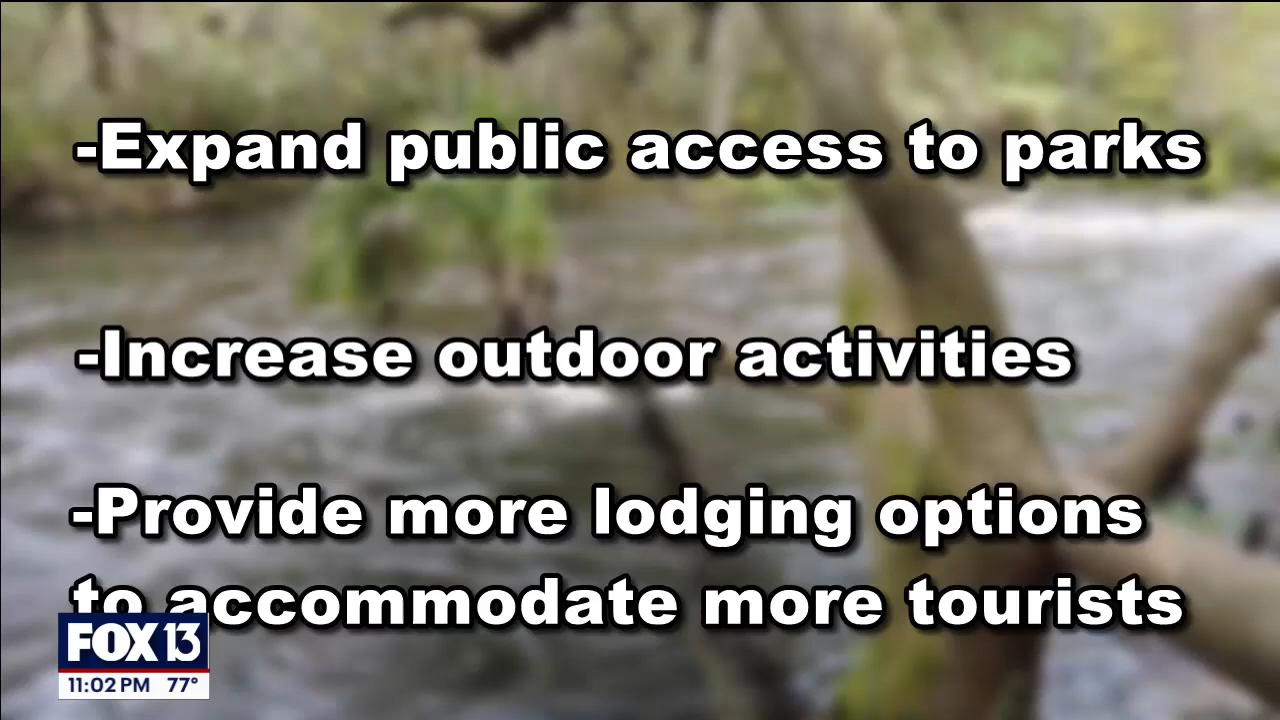 -Expand public access to parks
-Increase outdoor activities
-Provide more lodging options
to accommodate more tourists
FOX 13
11:02 PM 77°